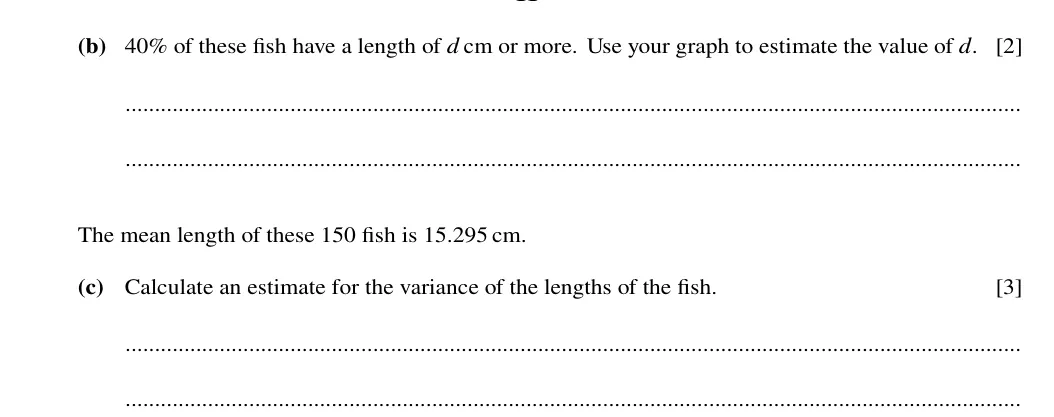 (b) 40% of these fish have a length of d cm or more. Use your graph to estimate the value of d. [2]
The mean length of these 150 fish is 15.295 cm.
(c) Calculate an estimate for the variance of the lengths of the fish. [3]